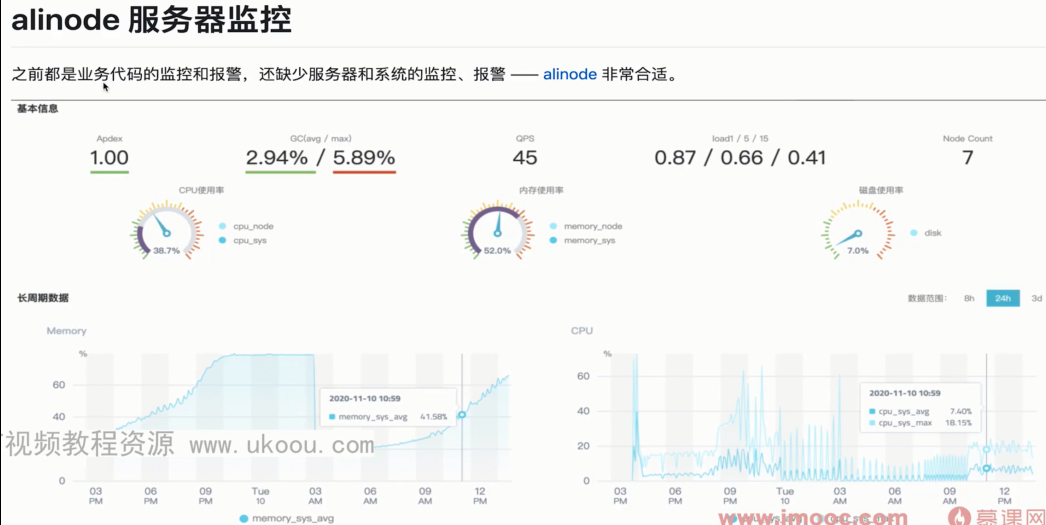 alinode 服务器监控
之前都是业务代码的监控和报警，还缺少服务器和系统的监控、报警 —— alinode 非常合适。
基本信息
Apdex GC(avg / max) QPS load1 / 5 / 15 Node Count
1.00 2.94% / 5.89% 45 0.87 / 0.66 / 0.41 7
CPU使用率 内存使用率 磁盘使用率
cpu_node memory_node
cpu_sys memory_sys disk
38.7% 52.0% 7.0%
长周期数据 数据范围: 8h 24h 3d
Memory CPU
% %
60 60
2020-11-10 10:59 2020-11-10 10:59
memory_sys_avg 41.58% cpu_sys_avg 7.40%
40 40
cpu_sys_max 18.15%
视频教程资源 www.ukoou.com
20
0 0
03 06 09 Tue 03 06 09 12 03 06 09 Tue 03 06 09 12
PM PM PM 10 AM AM AM PM PM PM PM 10 AM AM AM PM
memory_sys_avg
www.imooc.com 慕课网